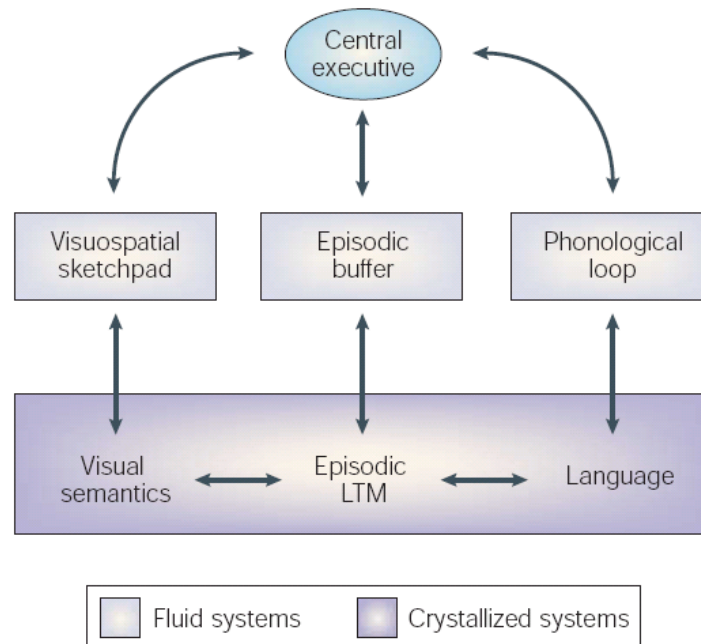 Central
executive
Visuospatial
sketchpad
Episodic
buffer
Phonological
loop
Visual
semantics
Episodic
LTM
Language
Fluid systems
Crystallized systems